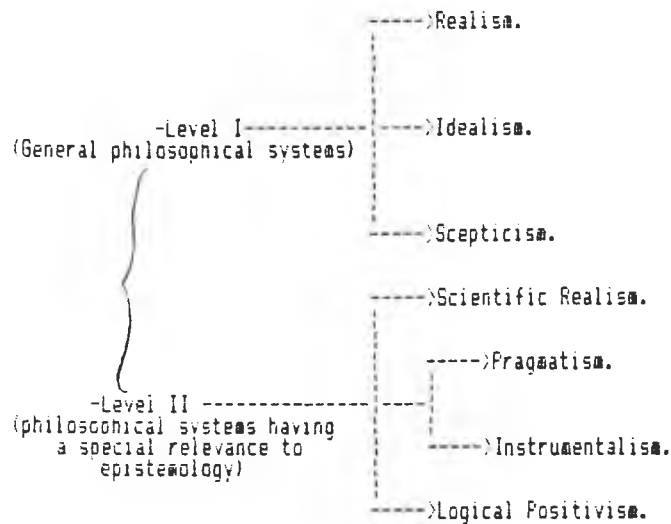 Realism.
-Level I
(General philosophical systems)
Idealism.
Scepticism.
Scientific Realism.
Pragmatism.
-Level II
(philosophical systems having
a special relevance to
epistemology)
Instrumentalism.
Logical Positivism.